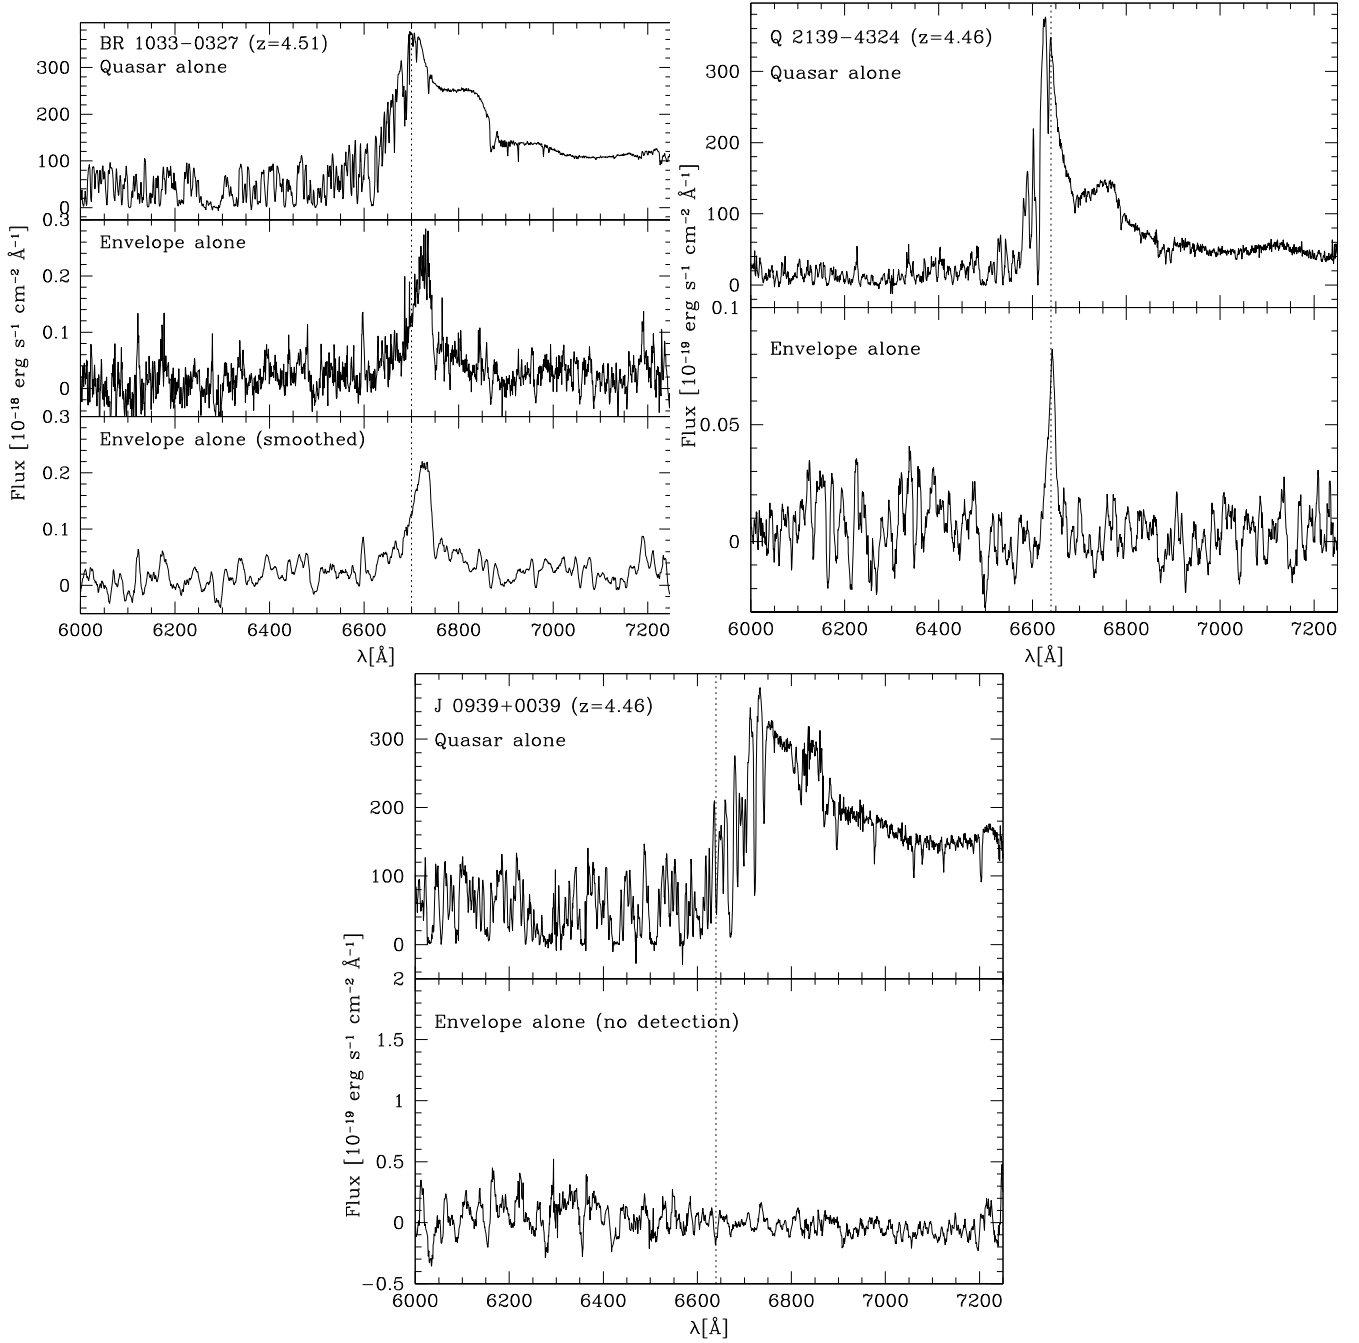 BR 1033−0327 (z=4.51)
Quasar alone
300
200
100
0
0.3
Envelope alone
0.2
0.1
0
0.3
Envelope alone (smoothed)
0.2
0.1
0
6000 6200 6400 6600 6800 7000 7200
λ[Å]
Flux [10⁻¹⁸ erg s⁻¹ cm⁻² Å⁻¹]
Q 2139−4324 (z=4.46)
Quasar alone
300
200
100
0
0.1
Envelope alone
0.05
0
6000 6200 6400 6600 6800 7000 7200
λ[Å]
Flux [10⁻¹⁹ erg s⁻¹ cm⁻² Å⁻¹]
J 0939+0039 (z=4.46)
Quasar alone
300
200
100
0
2
Envelope alone (no detection)
1.5
1
0.5
0
−0.5
6000 6200 6400 6600 6800 7000 7200
λ[Å]
Flux [10⁻¹⁹ erg s⁻¹ cm⁻² Å⁻¹]